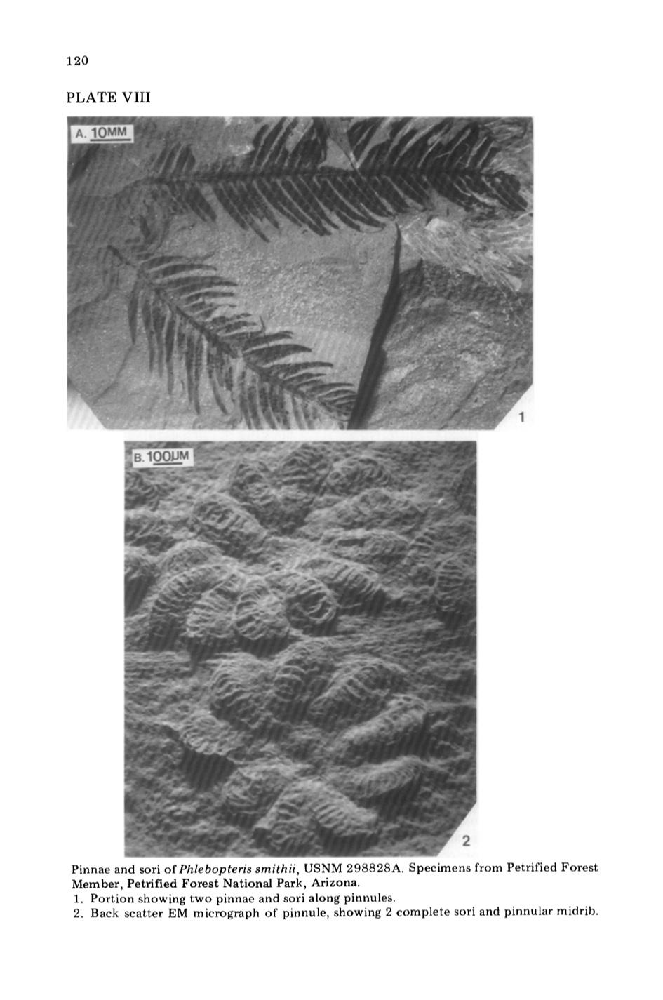 120
PLATE VIII
A. 10MM
1
B. 100µM
2
Pinnae and sori of Phlebopteris smithii, USNM 298828A. Specimens from Petrified Forest
Member, Petrified Forest National Park, Arizona.
1. Portion showing two pinnae and sori along pinnules.
2. Back scatter EM micrograph of pinnule, showing 2 complete sori and pinnular midrib.